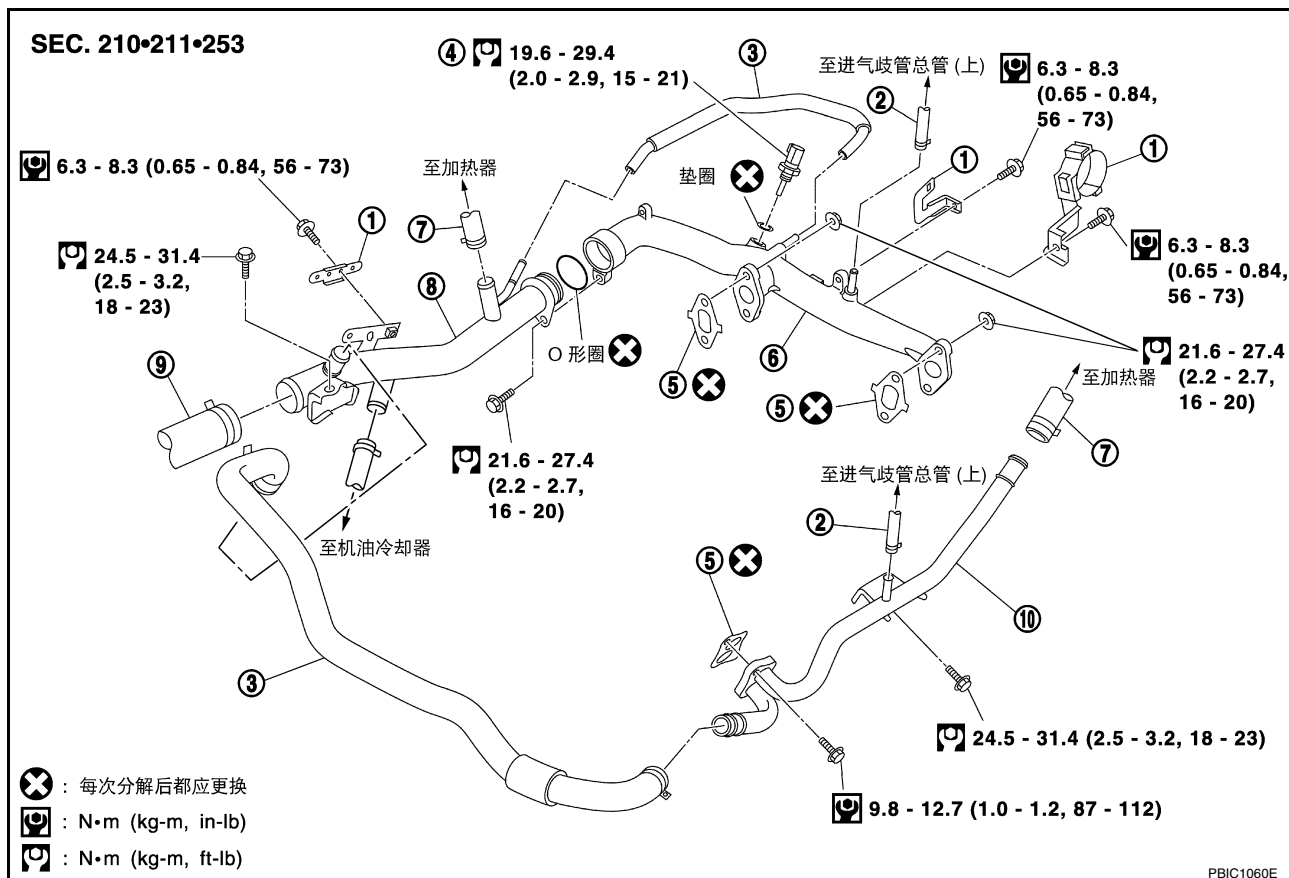 SEC. 210•211•253
④ 19.6 - 29.4
(2.0 - 2.9, 15 - 21)
③
至进气歧管总管 (上)
②
6.3 - 8.3
(0.65 - 0.84,
56 - 73)
①
①
6.3 - 8.3 (0.65 - 0.84, 56 - 73)
至加热器
⑦
垫圈
①
24.5 - 31.4
(2.5 - 3.2,
18 - 23)
⑧
6.3 - 8.3
(0.65 - 0.84,
56 - 73)
O 形圈
⑥
⑨
⑤
⑤
21.6 - 27.4
(2.2 - 2.7,
16 - 20)
至加热器
⑦
21.6 - 27.4
(2.2 - 2.7,
16 - 20)
至进气歧管总管 (上)
②
至机油冷却器
⑤
⑩
③
24.5 - 31.4 (2.5 - 3.2, 18 - 23)
9.8 - 12.7 (1.0 - 1.2, 87 - 112)
: 每次分解后都应更换
: N•m (kg-m, in-lb)
: N•m (kg-m, ft-lb)
PBIC1060E